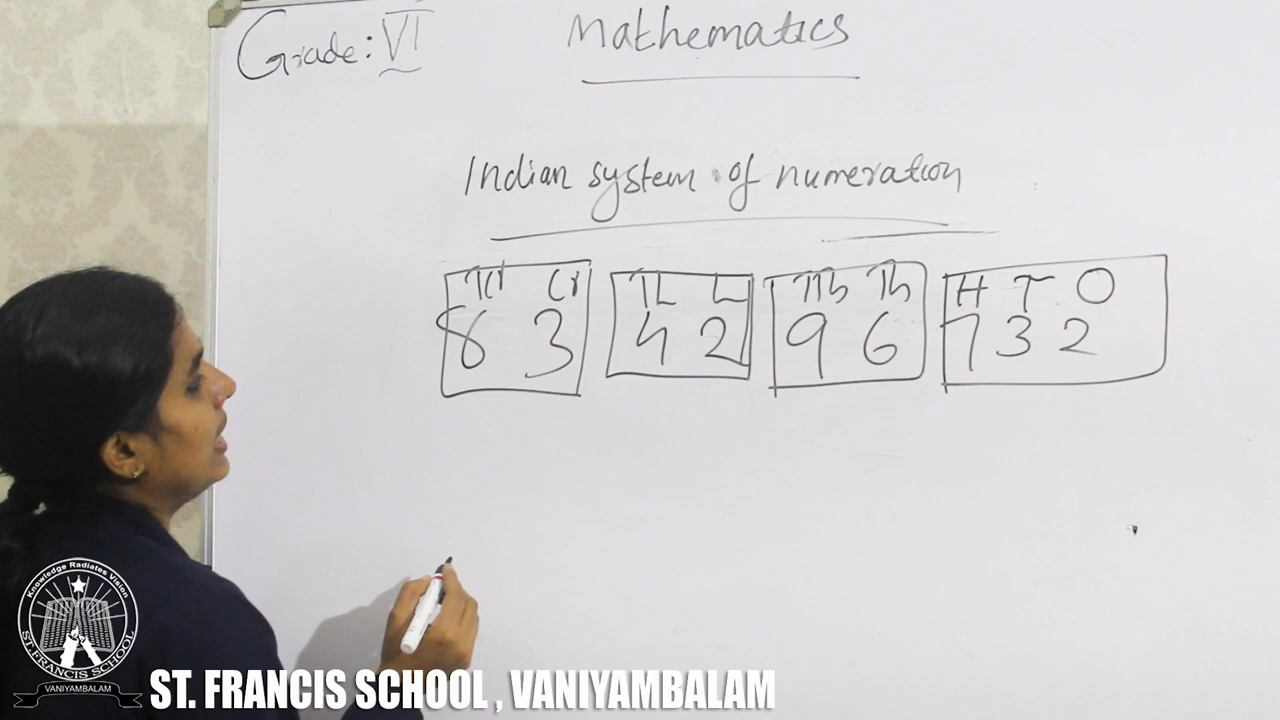 Grade: VI
Mathematics
Indian system of numeration
TCr Cr TL L TTh Th H T O
8 3 4 2 9 6 7 3 2
Knowledge Radiates Vision
ST. FRANCIS SCHOOL
VANIYAMBALAM
ST. FRANCIS SCHOOL , VANIYAMBALAM